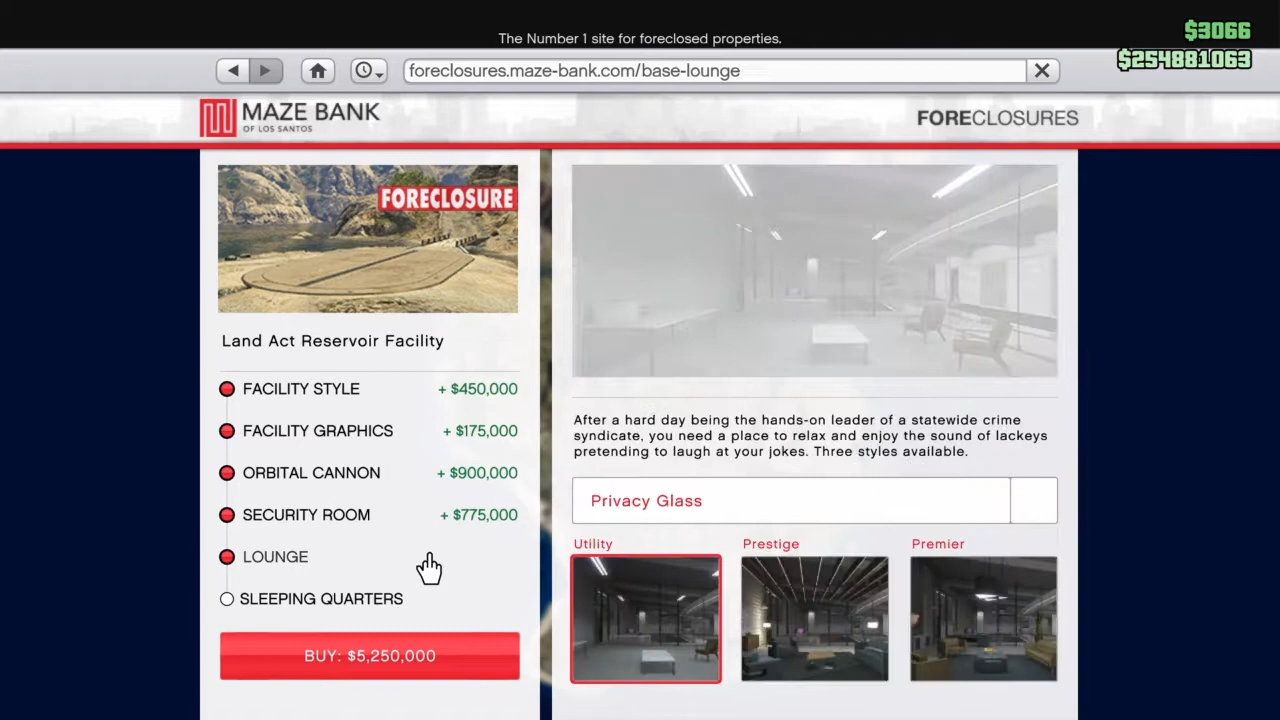 The Number 1 site for foreclosed properties.
$3066
$254881063
foreclosures.maze-bank.com/base-lounge
MAZE BANK
OF LOS SANTOS
FORECLOSURES
FORECLOSURE
Land Act Reservoir Facility
FACILITY STYLE + $450,000
FACILITY GRAPHICS + $175,000
ORBITAL CANNON + $900,000
SECURITY ROOM + $775,000
LOUNGE
SLEEPING QUARTERS
BUY: $5,250,000
After a hard day being the hands-on leader of a statewide crime
syndicate, you need a place to relax and enjoy the sound of lackeys
pretending to laugh at your jokes. Three styles available.
Privacy Glass
Utility
Prestige
Premier